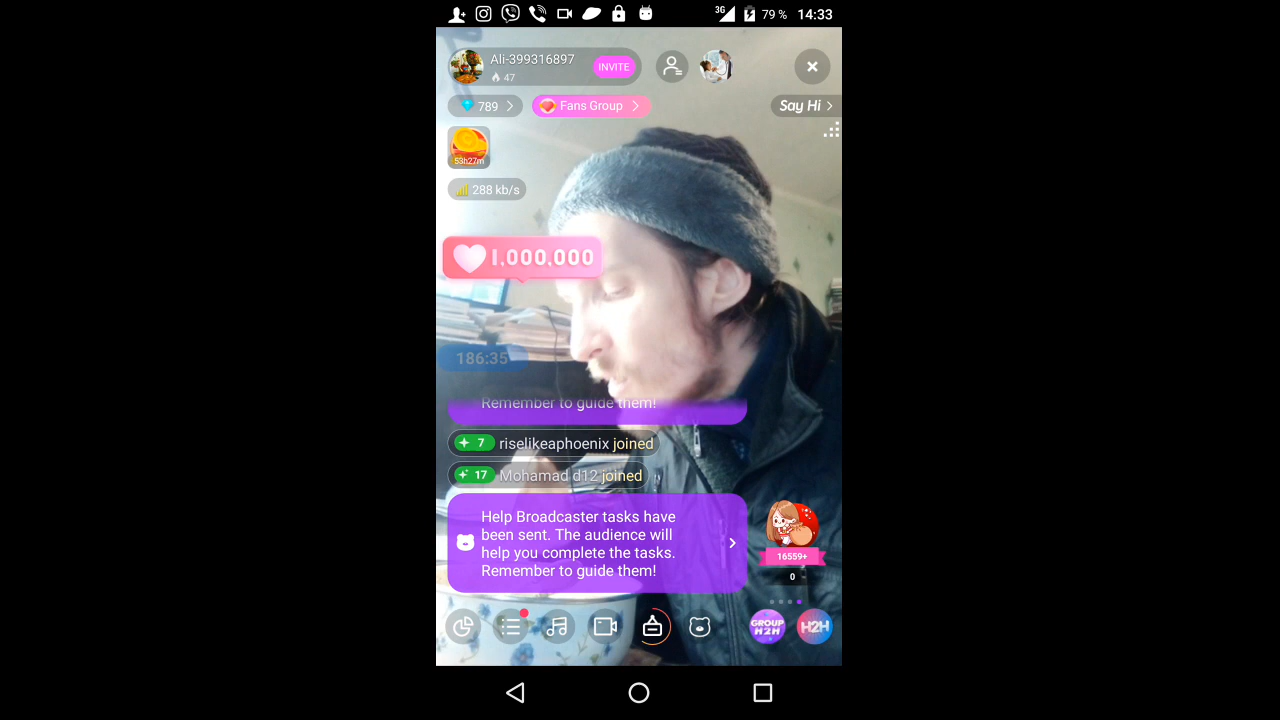 3G 79 % 14:33
Ali-399316897
47
INVITE
789
Fans Group
Say Hi
53h27m
288 kb/s
1,000,000
186:35
Remember to guide them!
7 riselikeaphoenix joined
17 Mohamad d12 joined
Help Broadcaster tasks have
been sent. The audience will
help you complete the tasks.
Remember to guide them!
16559+
0
GROUP
H2H
H2H